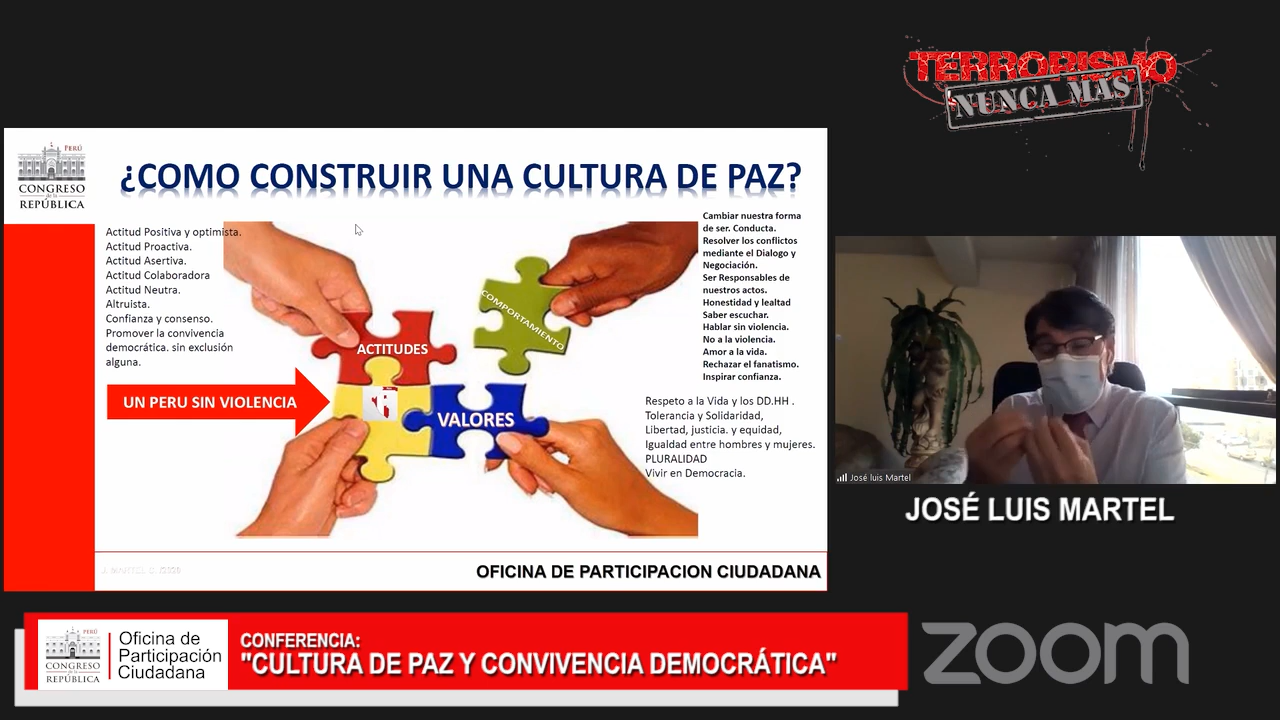 TERRORISMO
NUNCA MÁS
PERÚ
CONGRESO
de la
REPÚBLICA
¿COMO CONSTRUIR UNA CULTURA DE PAZ?
Actitud Positiva y optimista.
Actitud Proactiva.
Actitud Asertiva.
Actitud Colaboradora
Actitud Neutra.
Altruista.
Confianza y consenso.
Promover la convivencia
democrática. sin exclusión
alguna.
UN PERU SIN VIOLENCIA
ACTITUDES
COMPORTAMIENTO
VALORES
Cambiar nuestra forma
de ser. Conducta.
Resolver los conflictos
mediante el Dialogo y
Negociación.
Ser Responsables de
nuestros actos.
Honestidad y lealtad
Saber escuchar.
Hablar sin violencia.
No a la violencia.
Amor a la vida.
Rechazar el fanatismo.
Inspirar confianza.
Respeto a la Vida y los DD.HH .
Tolerancia y Solidaridad,
Libertad, justicia. y equidad,
Igualdad entre hombres y mujeres.
PLURALIDAD
Vivir en Democracia.
OFICINA DE PARTICIPACION CIUDADANA
José luis Martel
JOSÉ LUIS MARTEL
PERÚ
CONGRESO
de la
REPÚBLICA
Oficina de
Participación
Ciudadana
CONFERENCIA:
"CULTURA DE PAZ Y CONVIVENCIA DEMOCRÁTICA"
zoom